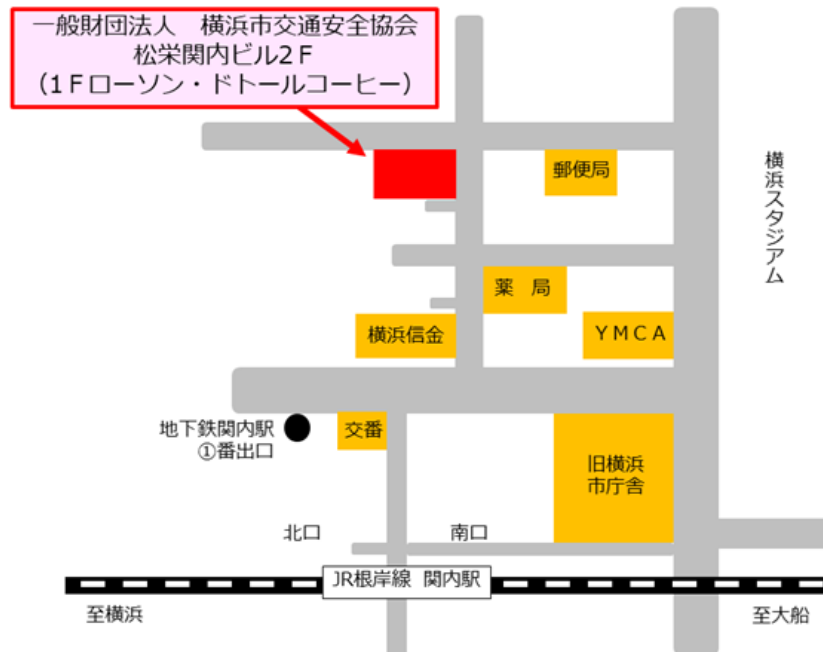 一般財団法人　横浜市交通安全協会
松栄関内ビル2Ｆ
（1Ｆローソン・ドトールコーヒー）
郵便局
横浜スタジアム
薬　局
横浜信金
ＹＭＣＡ
地下鉄関内駅
①番出口
交番
旧横浜
市庁舎
北口
南口
JR根岸線 関内駅
至横浜
至大船